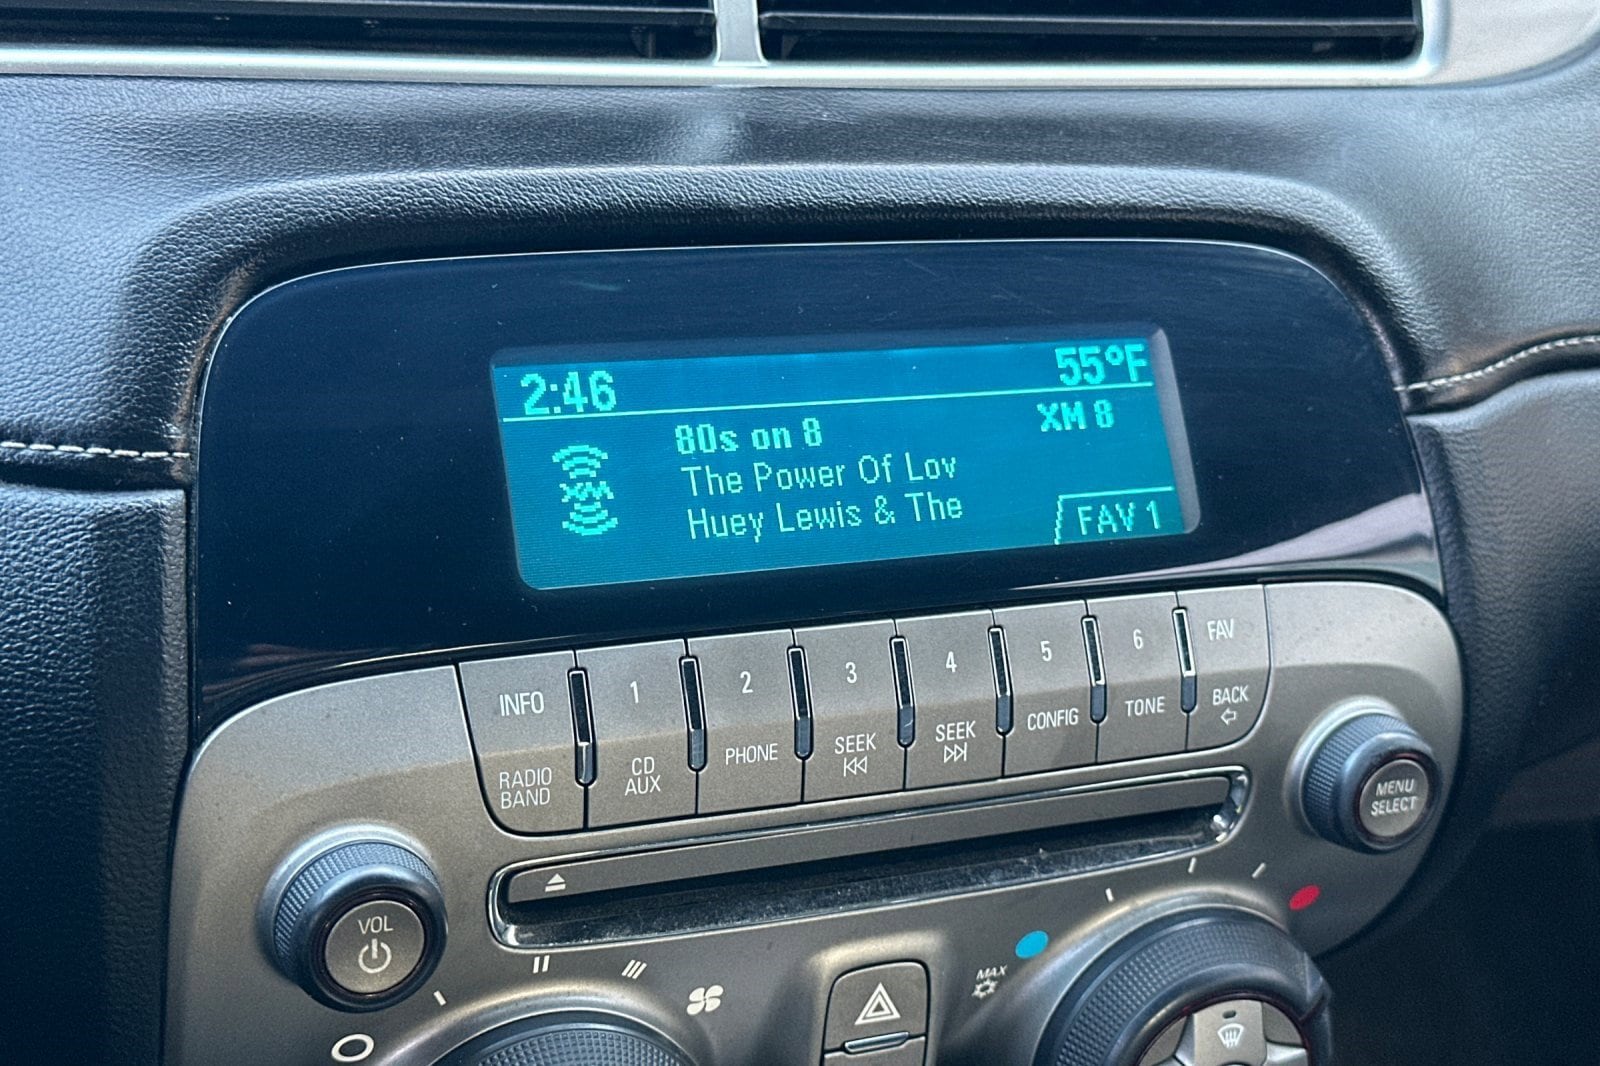 2:46 55°F
80s on 8 XM 8
XM
The Power Of Lov
Huey Lewis & The
FAV 1
INFO 1 2 3 4 5 6 FAV
RADIO BAND CD AUX PHONE SEEK SEEK CONFIG TONE BACK
MENU
SELECT
VOL
MAX